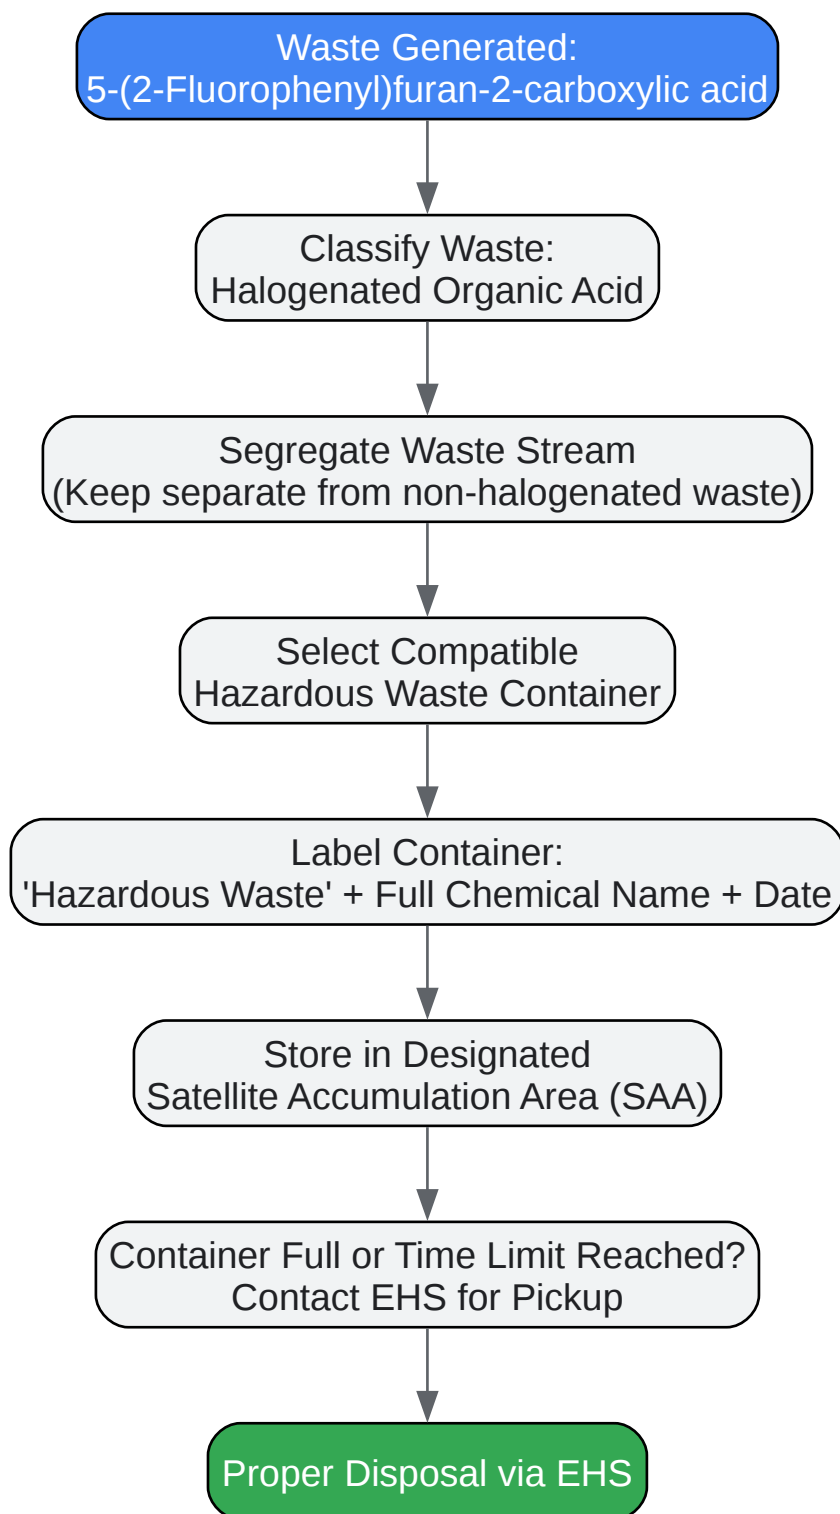 Waste Generated:
5-(2-Fluorophenyl)furan-2-carboxylic acid
Classify Waste:
Halogenated Organic Acid
Segregate Waste Stream
(Keep separate from non-halogenated waste)
Select Compatible
Hazardous Waste Container
Label Container:
'Hazardous Waste' + Full Chemical Name + Date
Store in Designated
Satellite Accumulation Area (SAA)
Container Full or Time Limit Reached?
Contact EHS for Pickup
Proper Disposal via EHS